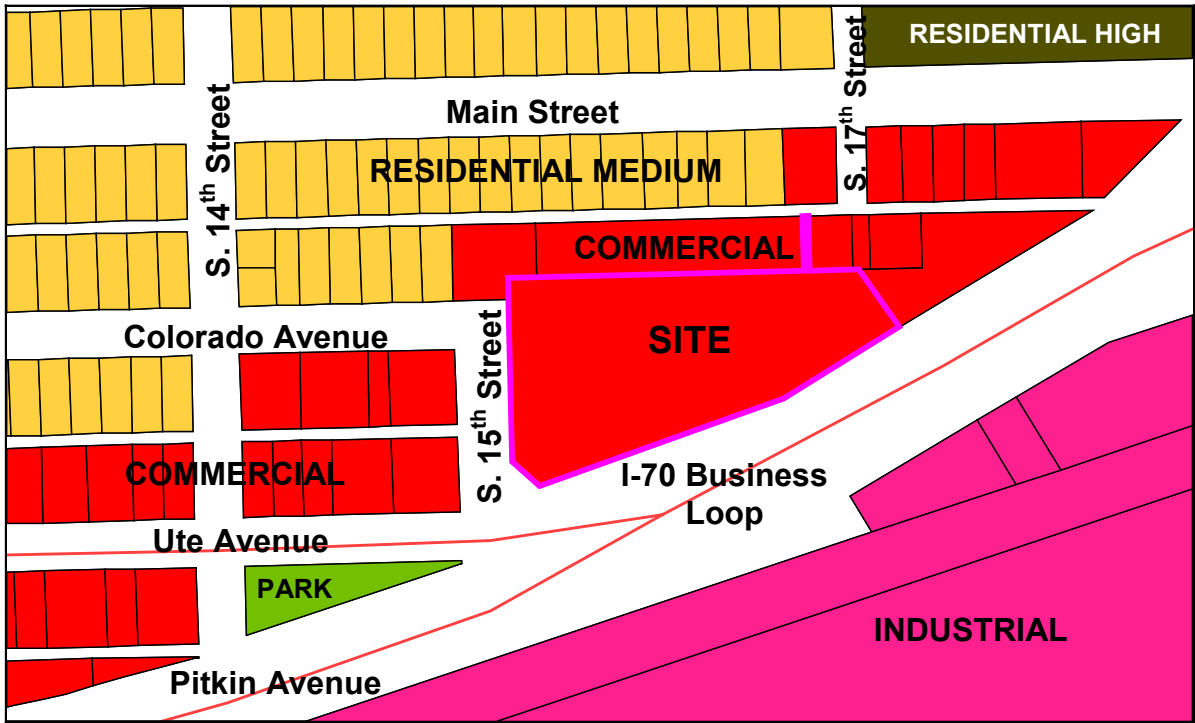 RESIDENTIAL HIGH
S. 17th Street
Main Street
S. 14th Street
RESIDENTIAL MEDIUM
COMMERCIAL
Colorado Avenue
SITE
S. 15th Street
COMMERCIAL
I-70 Business
Loop
Ute Avenue
PARK
INDUSTRIAL
Pitkin Avenue